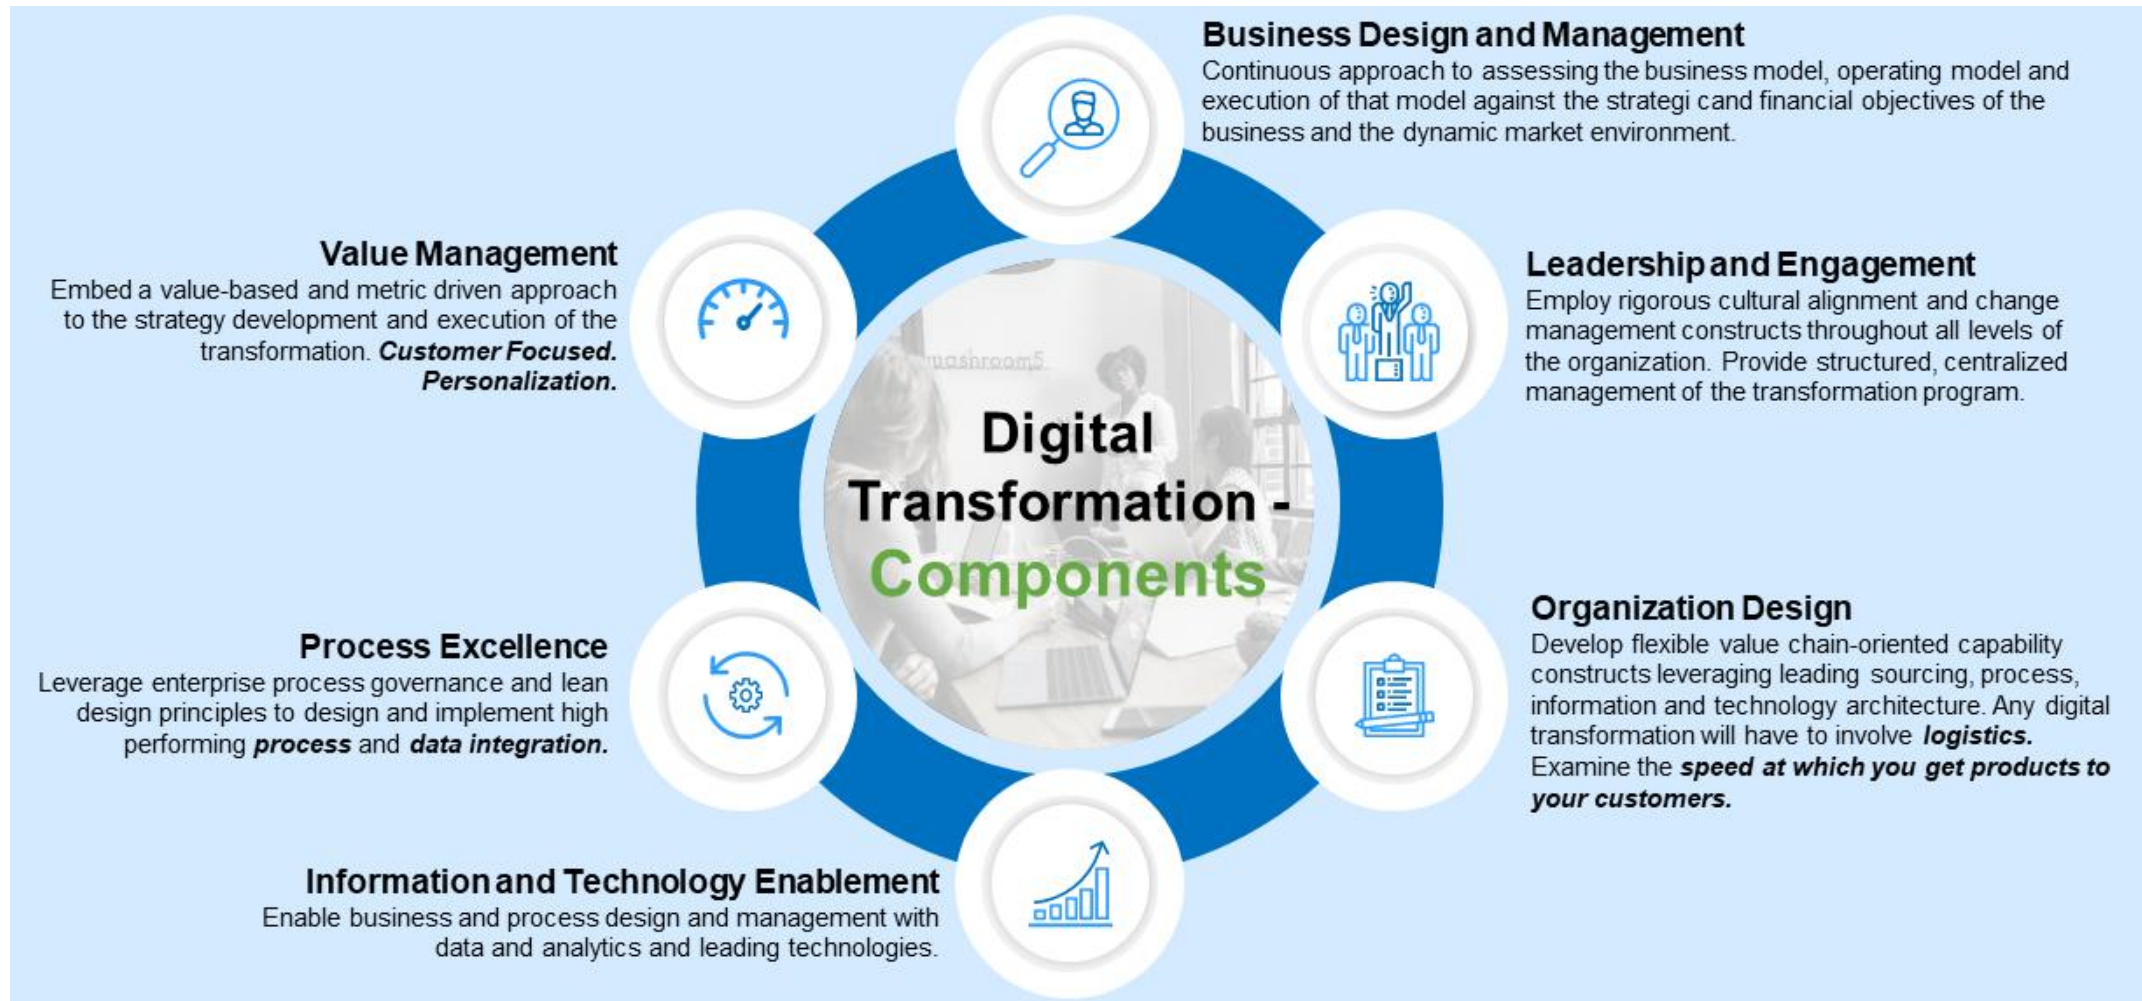 Business Design and Management
Continuous approach to assessing the business model, operating model and
execution of that model against the strategi cand financial objectives of the
business and the dynamic market environment.
Leadership and Engagement
Employ rigorous cultural alignment and change
management constructs throughout all levels of
the organization. Provide structured, centralized
management of the transformation program.
Organization Design
Develop flexible value chain-oriented capability
constructs leveraging leading sourcing, process,
information and technology architecture. Any digital
transformation will have to involve logistics.
Examine the speed at which you get products to
your customers.
Information and Technology Enablement
Enable business and process design and management with
data and analytics and leading technologies.
Process Excellence
Leverage enterprise process governance and lean
design principles to design and implement high
performing process and data integration.
Value Management
Embed a value-based and metric driven approach
to the strategy development and execution of the
transformation. Customer Focused.
Personalization.
Digital
Transformation -
Components